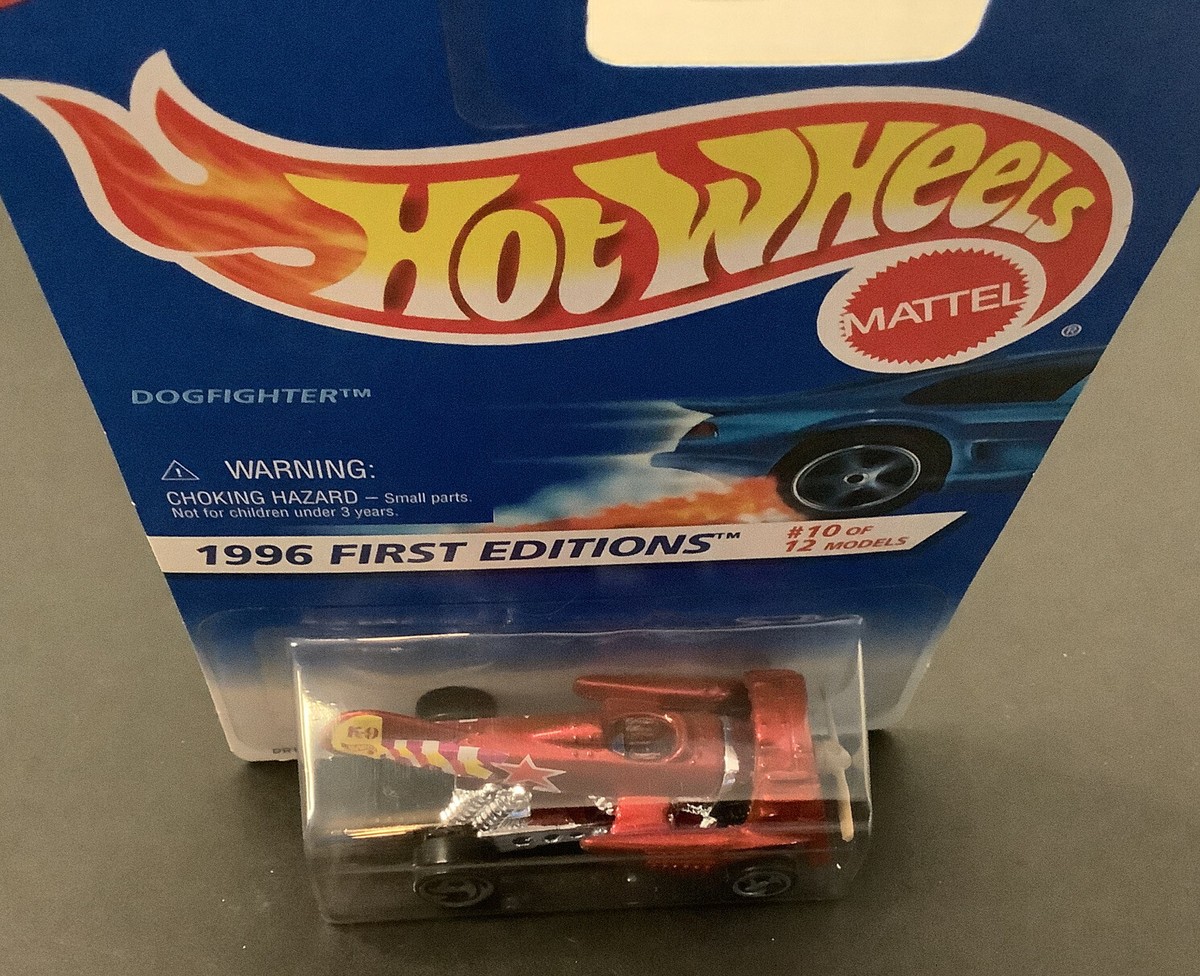 HOT WHEELS
MATTEL
®
DOGFIGHTER™
⚠ WARNING:
CHOKING HAZARD – Small parts.
Not for children under 3 years.
1996 FIRST EDITIONS™
#10 OF
12 MODELS
K-9